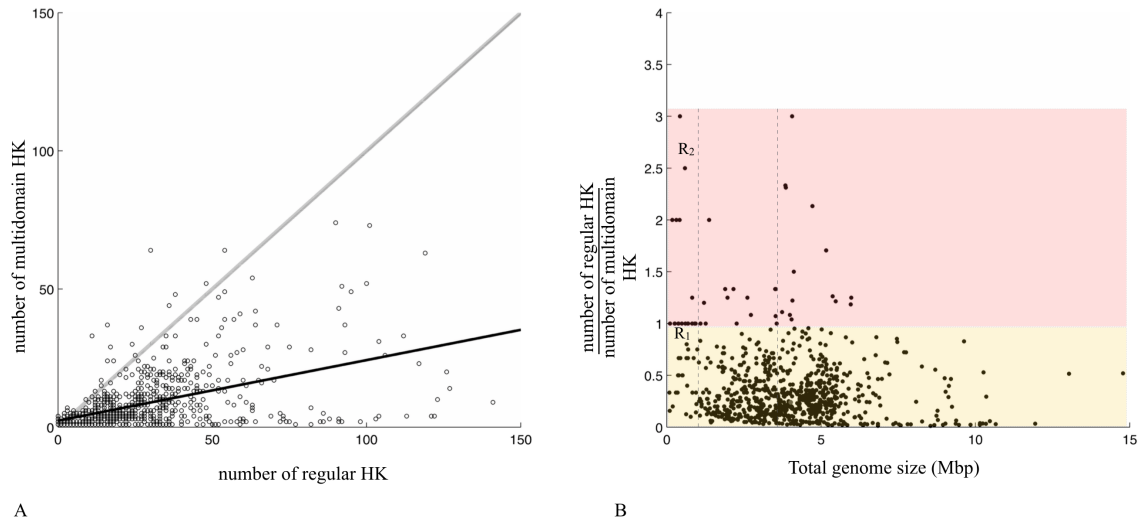 150
100
50
0
0
50
100
150
number of multidomain HK
number of regular HK
A
4
3.5
3
2.5
2
1.5
1
0.5
0
0
5
10
15
R2
R1
number of regular HK
number of multidomain
HK
Total genome size (Mbp)
B